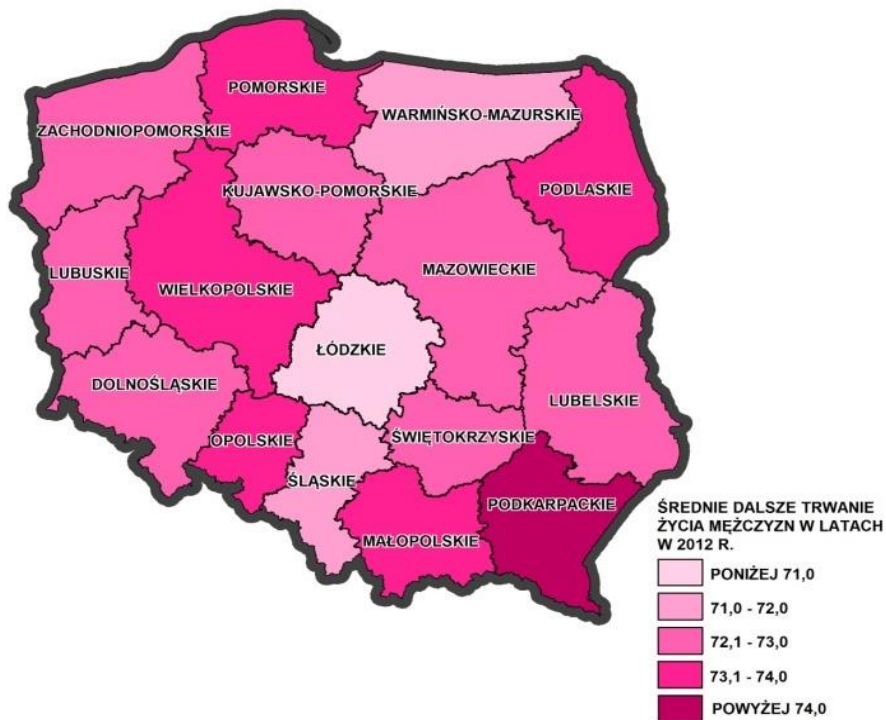 POMORSKIE
WARMIŃSKO-MAZURSKIE
ZACHODNIOPOMORSKIE
KUJAWSKO-POMORSKIE
PODLASKIE
LUBUSKIE
MAZOWIECKIE
WIELKOPOLSKIE
ŁÓDZKIE
DOLNOŚLĄSKIE
LUBELSKIE
OPOLSKIE
ŚWIĘTOKRZYSKIE
ŚLĄSKIE
PODKARPACKIE
MAŁOPOLSKIE
ŚREDNIE DALSZE TRWANIE
ŻYCIA MĘŻCZYZN W LATACH
W 2012 R.
PONIŻEJ 71,0
71,0 - 72,0
72,1 - 73,0
73,1 - 74,0
POWYŻEJ 74,0